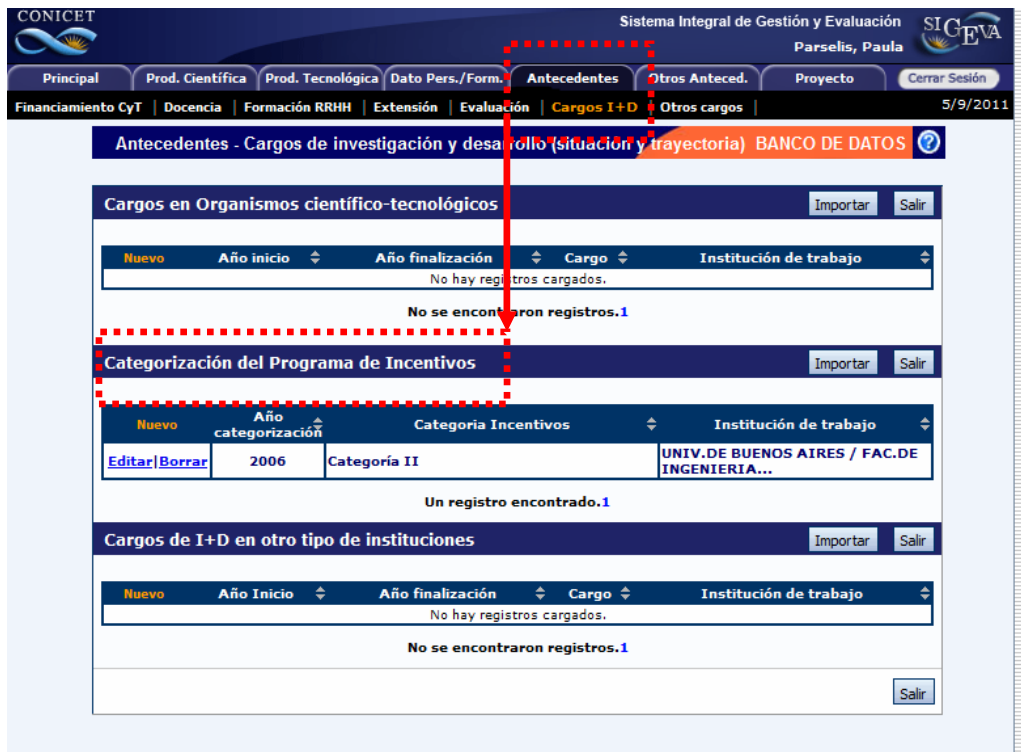 CONICET
Sistema Integral de Gestión y Evaluación
SIGEVA
Parselis, Paula
Principal Prod. Científica Prod. Tecnológica Dato Pers./Form. Antecedentes Otros Anteced. Proyecto Cerrar Sesión
Financiamiento CyT | Docencia | Formación RRHH | Extensión | Evaluación | Cargos I+D | Otros cargos | 5/9/2011
Antecedentes - Cargos de investigación y desarrollo (situación y trayectoria) BANCO DE DATOS ?
Cargos en Organismos científico-tecnológicos Importar Salir
Nuevo Año inicio Año finalización Cargo Institución de trabajo
No hay registros cargados.
No se encontraron registros.1
Categorización del Programa de Incentivos Importar Salir
Nuevo Año categorización Categoria Incentivos Institución de trabajo
Editar|Borrar 2006 Categoría II UNIV.DE BUENOS AIRES / FAC.DE
INGENIERIA...
Un registro encontrado.1
Cargos de I+D en otro tipo de instituciones Importar Salir
Nuevo Año Inicio Año finalización Cargo Institución de trabajo
No hay registros cargados.
No se encontraron registros.1
Salir